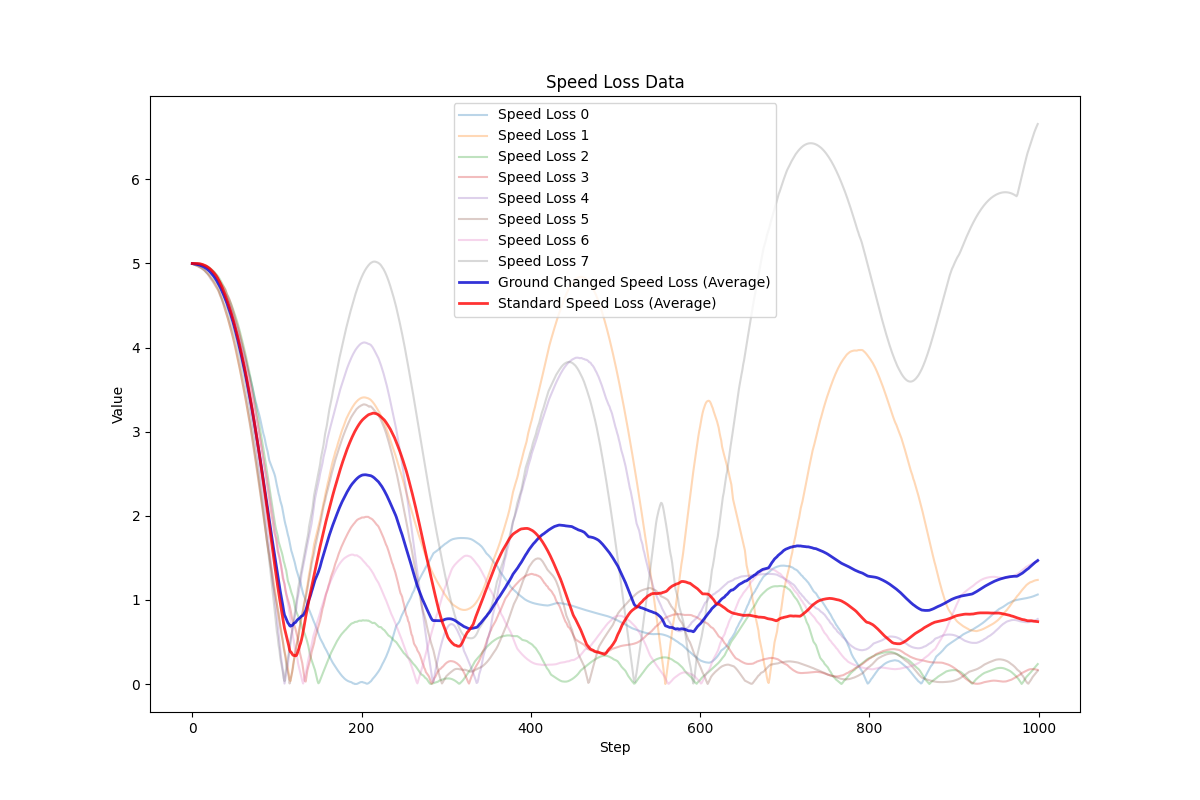 Speed Loss Data
Speed Loss 0
Speed Loss 1
Speed Loss 2
Speed Loss 3
Speed Loss 4
Speed Loss 5
Speed Loss 6
Speed Loss 7
Ground Changed Speed Loss (Average)
Standard Speed Loss (Average)
Value
6
5
4
3
2
1
0
0 200 400 600 800 1000
Step